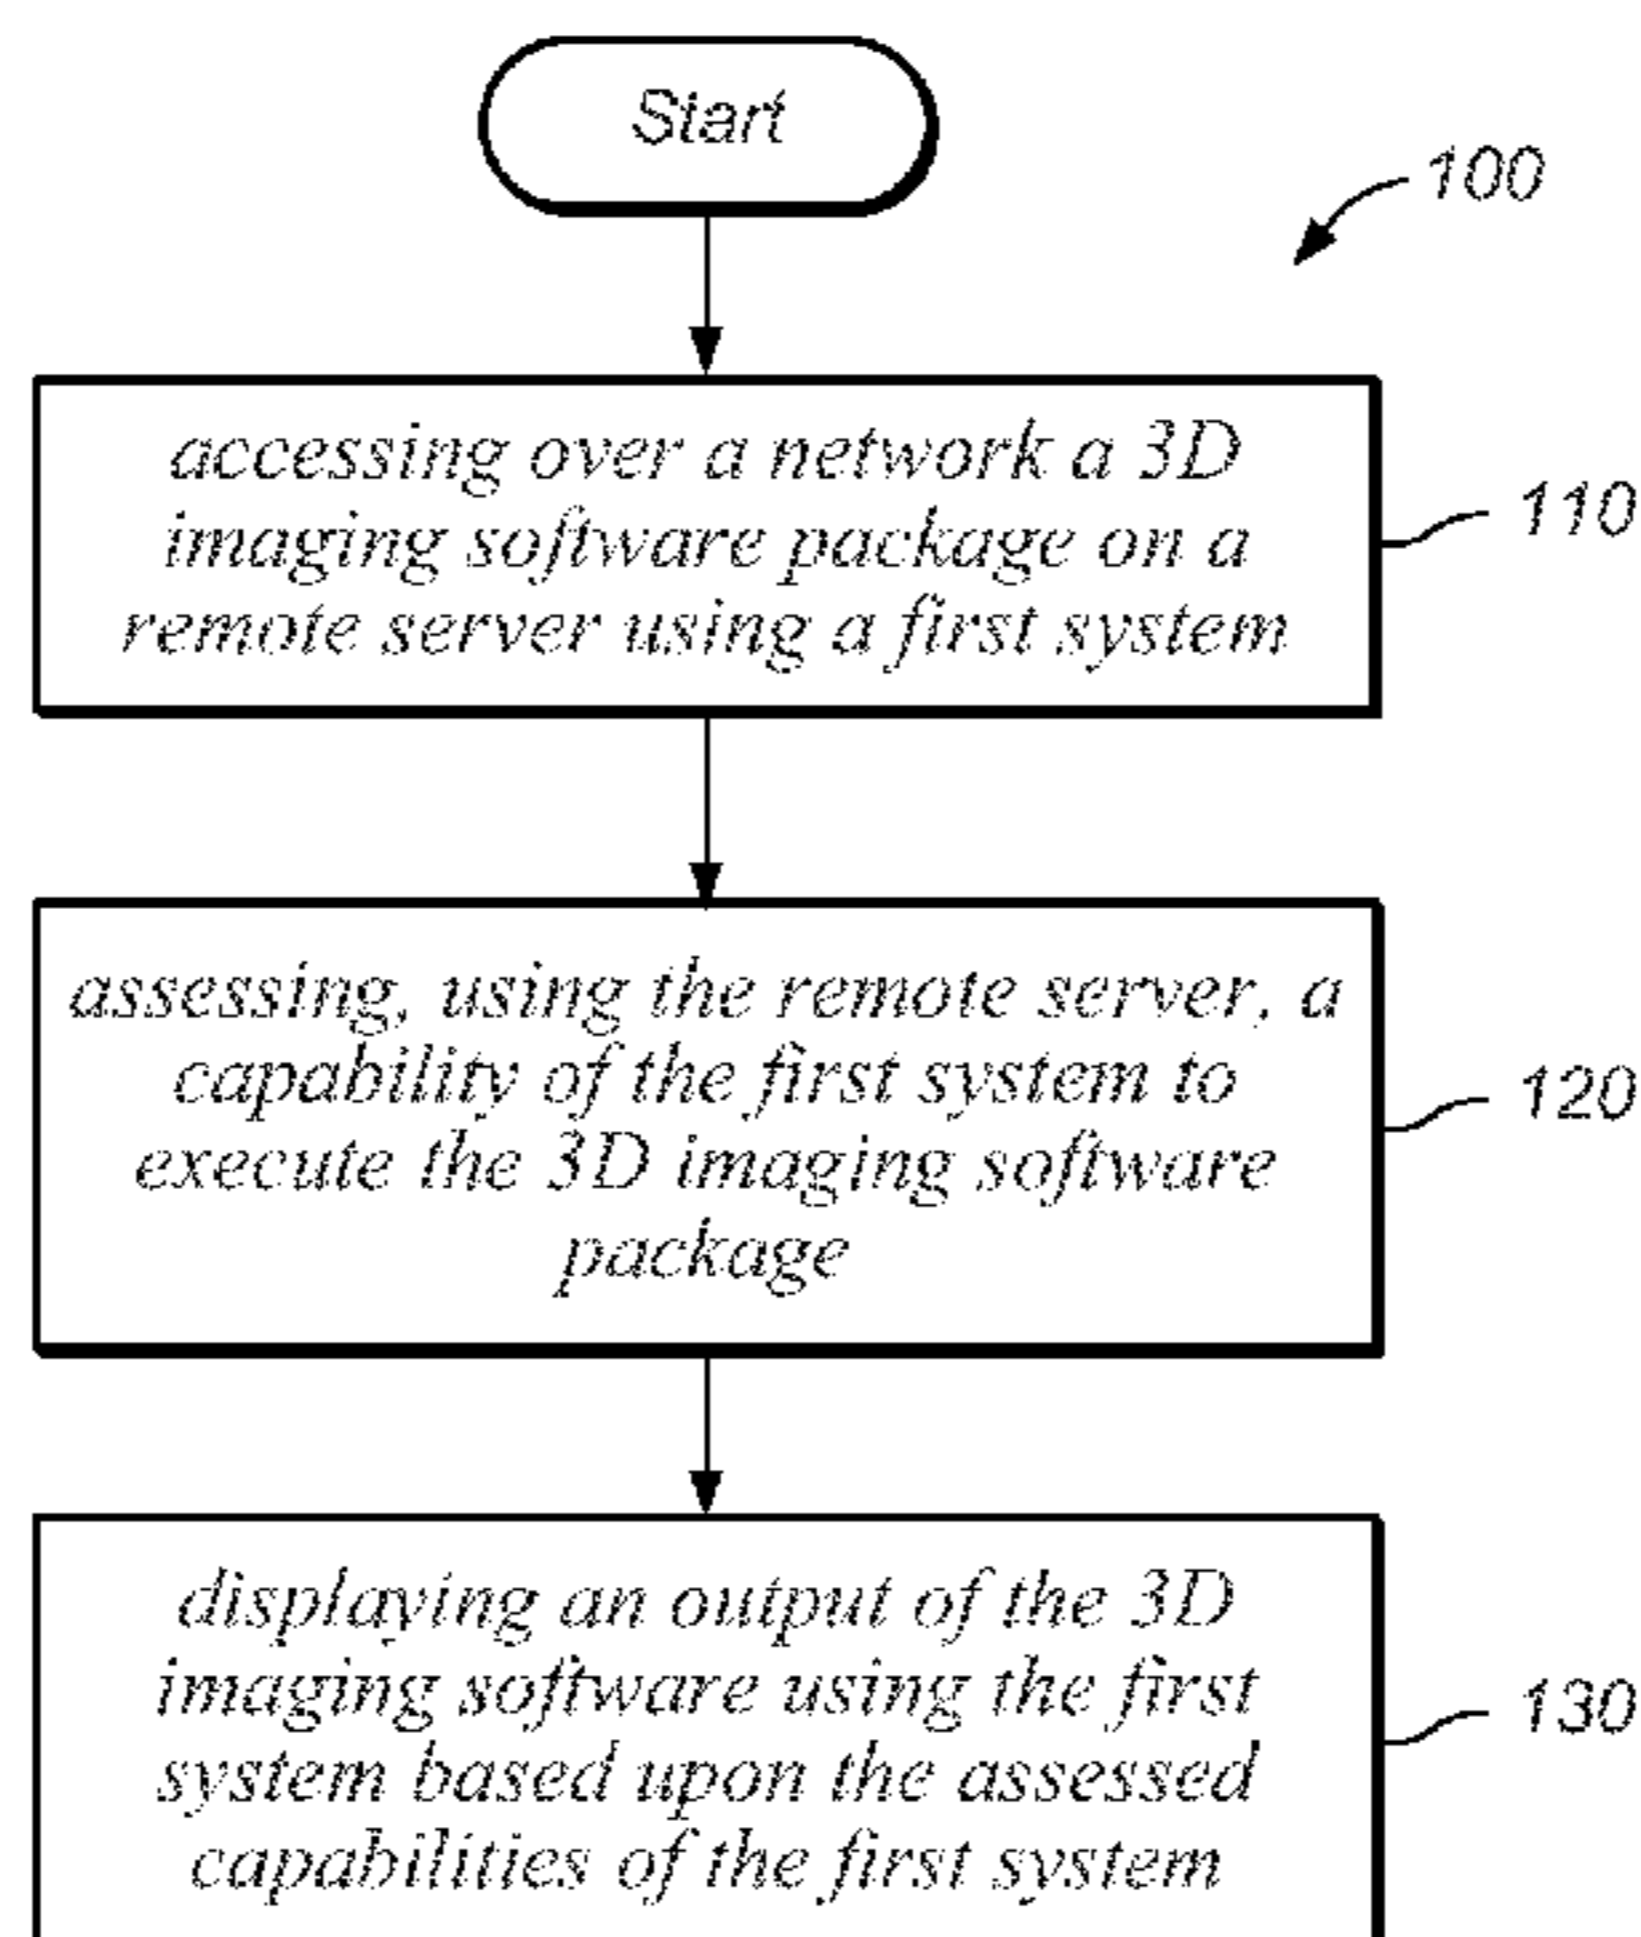 Start
100
accessing over a network a 3D
imaging software package on a
remote server using a first system
110
assessing, using the remote server, a
capability of the first system to
execute the 3D imaging software
package
120
displaying an output of the 3D
imaging software using the first
system based upon the assessed
capabilities of the first system
130